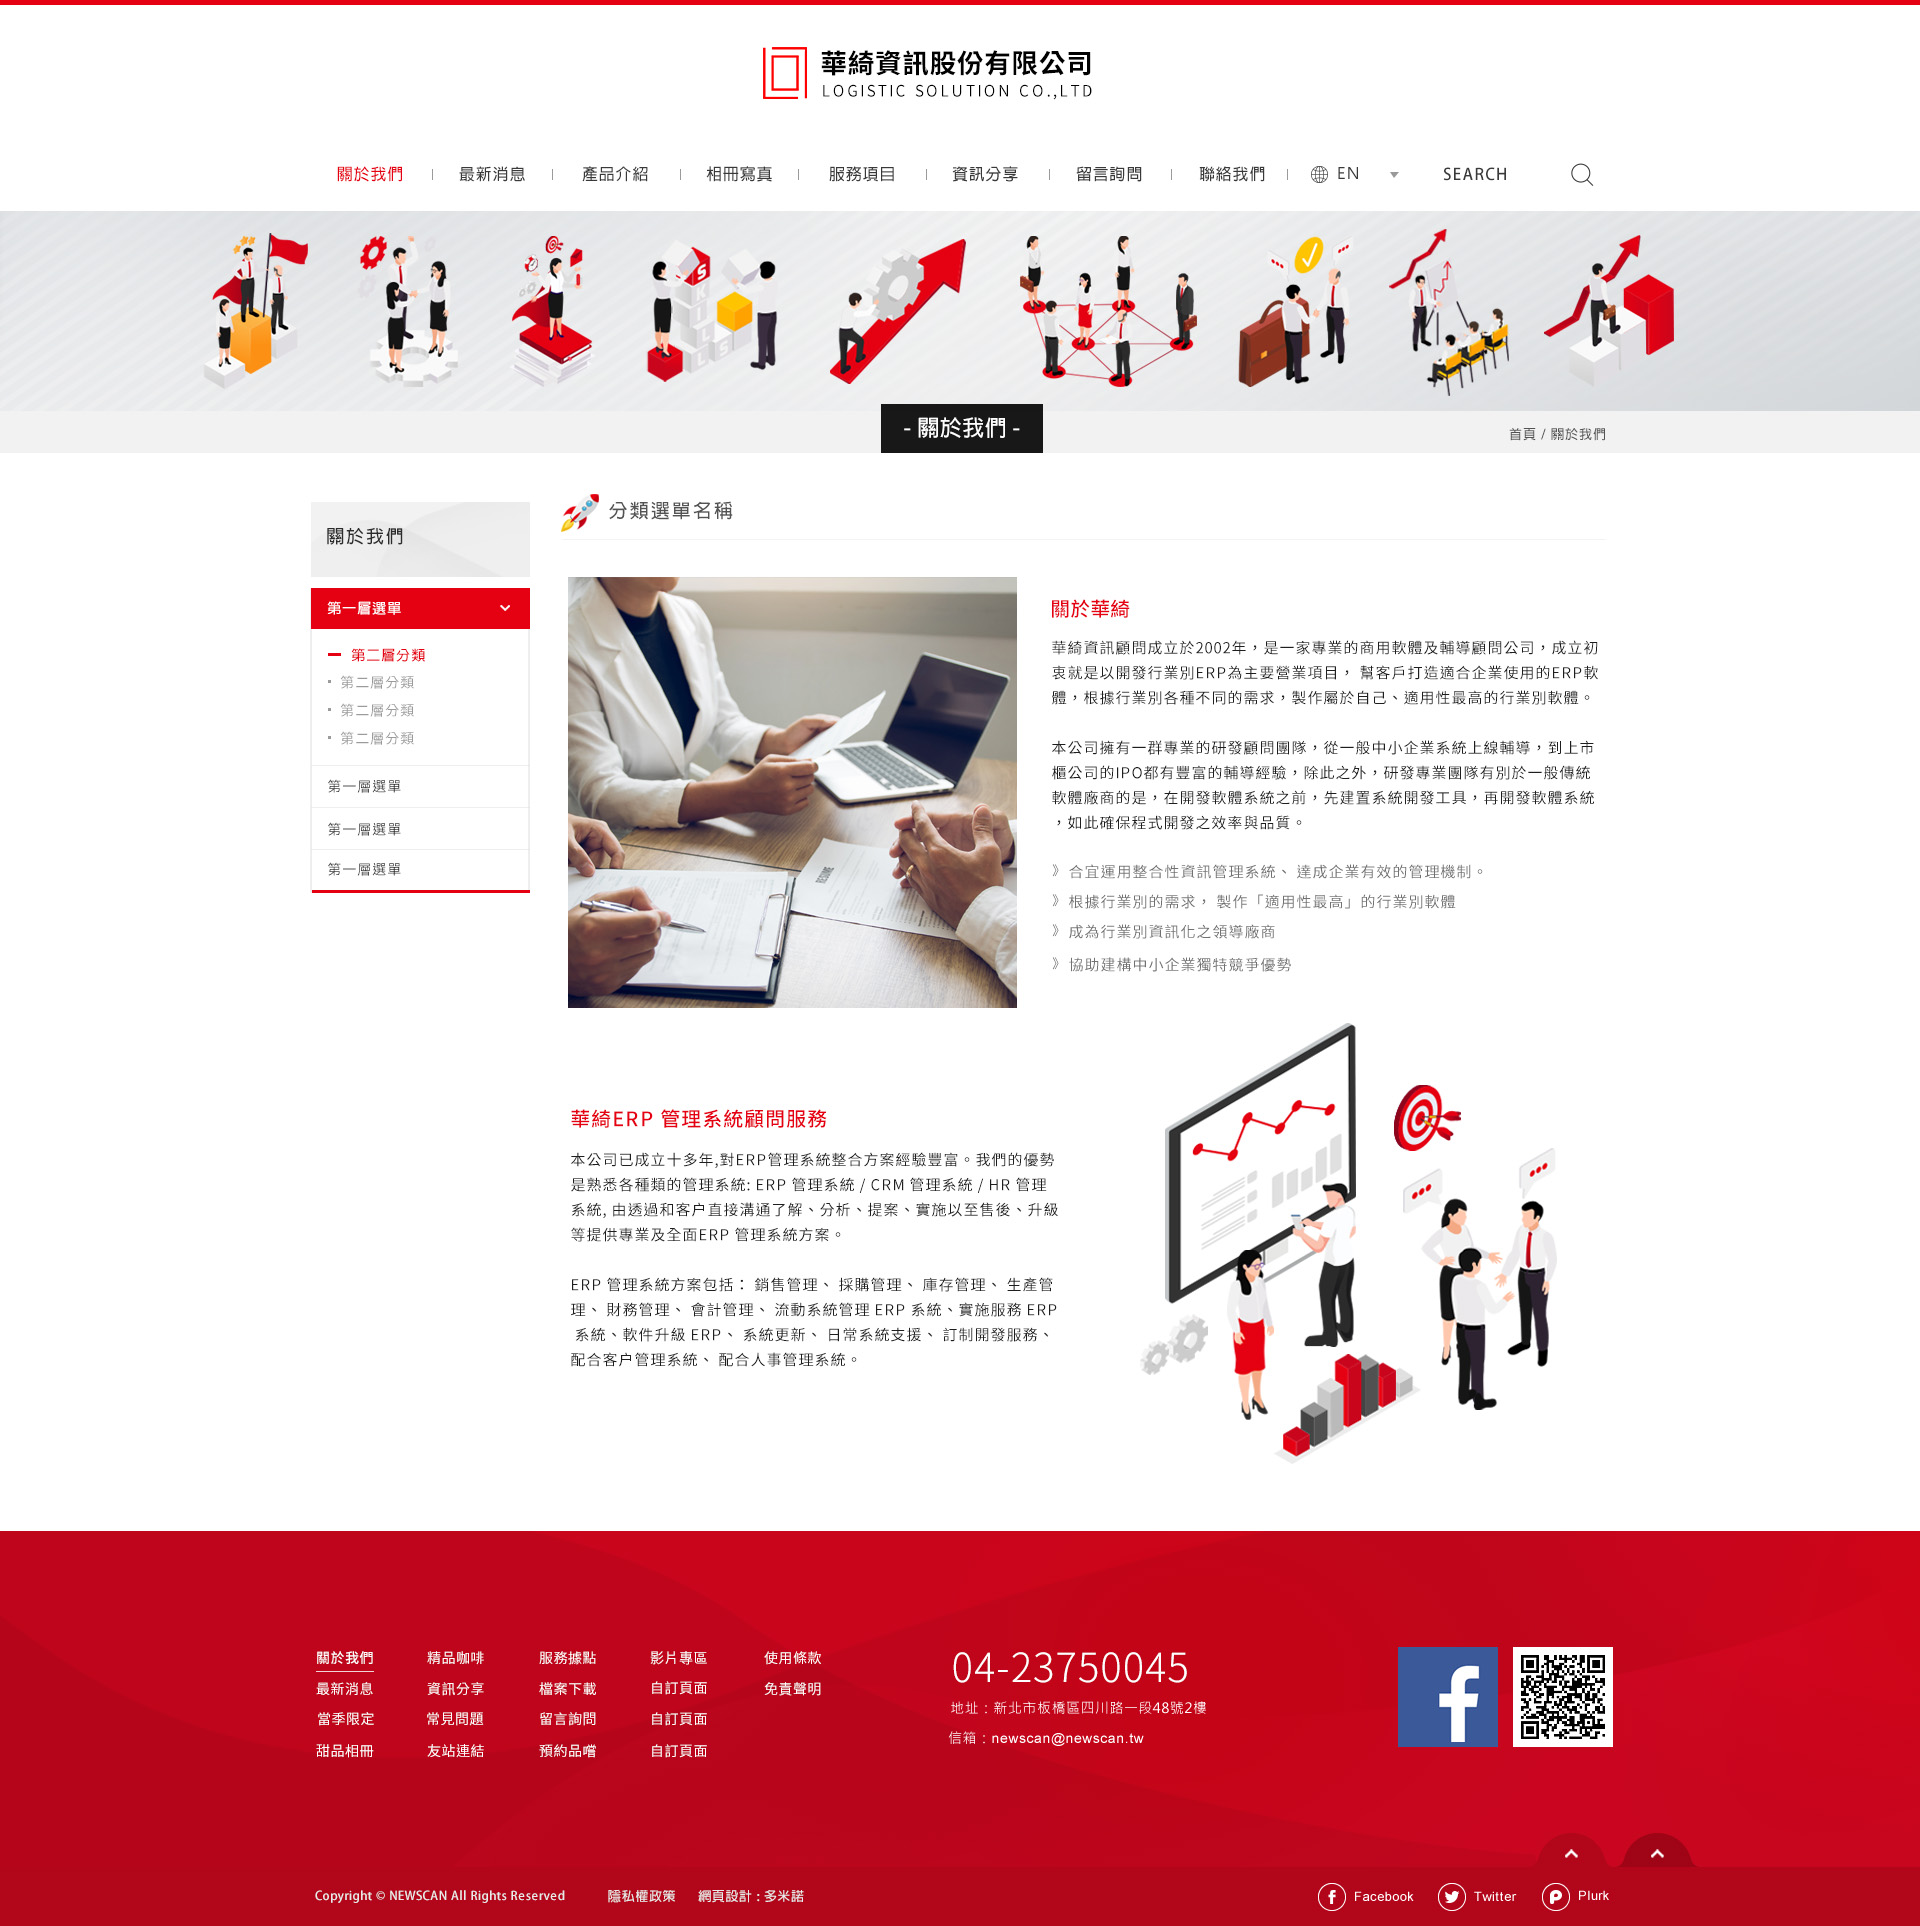 華綺資訊股份有限公司
LOGISTIC SOLUTION CO.,LTD
關於我們
最新消息
產品介紹
相冊寫真
服務項目
資訊分享
留言詢問
聯絡我們
EN
SEARCH
- 關於我們 -
首頁 / 關於我們
關於我們
第一層選單
第二層分類
第二層分類
第二層分類
第二層分類
第一層選單
第一層選單
第一層選單
分類選單名稱
RESUME
關於華綺
華綺資訊顧問成立於2002年，是一家專業的商用軟體及輔導顧問公司，成立初
衷就是以開發行業別ERP為主要營業項目， 幫客戶打造適合企業使用的ERP軟
體，根據行業別各種不同的需求，製作屬於自己、適用性最高的行業別軟體。
本公司擁有一群專業的研發顧問團隊，從一般中小企業系統上線輔導，到上市
櫃公司的IPO都有豐富的輔導經驗，除此之外，研發專業團隊有別於一般傳統
軟體廠商的是，在開發軟體系統之前，先建置系統開發工具，再開發軟體系統
，如此確保程式開發之效率與品質。
》合宜運用整合性資訊管理系統、 達成企業有效的管理機制。
》根據行業別的需求， 製作「適用性最高」的行業別軟體
》成為行業別資訊化之領導廠商
》協助建構中小企業獨特競爭優勢
華綺ERP 管理系統顧問服務
本公司已成立十多年,對ERP管理系統整合方案經驗豐富。我們的優勢
是熟悉各種類的管理系統: ERP 管理系統 / CRM 管理系統 / HR 管理
系統, 由透過和客户直接溝通了解、分析、提案、實施以至售後、升級
等提供專業及全面ERP 管理系統方案。
ERP 管理系統方案包括： 銷售管理、 採購管理、 庫存管理、 生產管
理、 財務管理、 會計管理、 流動系統管理 ERP 系統、實施服務 ERP
系統、軟件升級 ERP、 系統更新、 日常系統支援、 訂制開發服務、
配合客户管理系統、 配合人事管理系統。
關於我們
精品咖啡
服務據點
影片專區
使用條款
最新消息
資訊分享
檔案下載
自訂頁面
免責聲明
當季限定
常見問題
留言詢問
自訂頁面
甜品相冊
友站連結
預約品嚐
自訂頁面
04-23750045
地址：新北市板橋區四川路一段48號2樓
信箱：newscan@newscan.tw
Copyright © NEWSCAN All Rights Reserved
隱私權政策
網頁設計：多米諾
Facebook
Twitter
Plurk